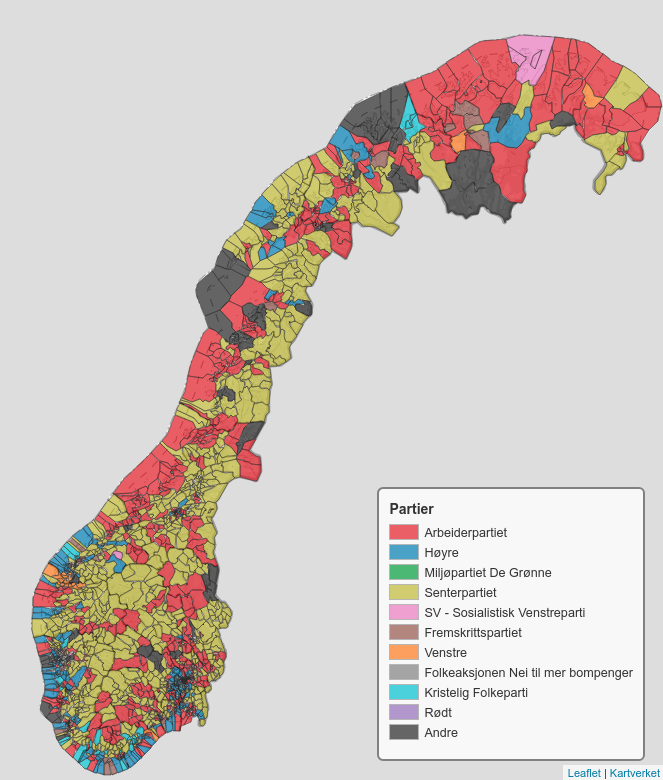 Partier
Arbeiderpartiet
Høyre
Miljøpartiet De Grønne
Senterpartiet
SV - Sosialistisk Venstreparti
Fremskrittspartiet
Venstre
Folkeaksjonen Nei til mer bompenger
Kristelig Folkeparti
Rødt
Andre
Leaflet | Kartverket